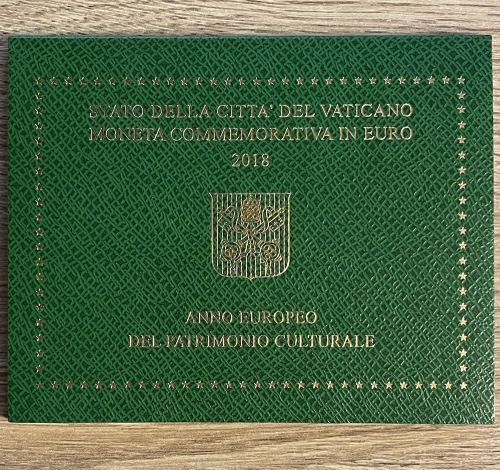 STATO DELLA CITTA' DEL VATICANO
MONETA COMMEMORATIVA IN EURO
2018
ANNO EUROPEO
DEL PATRIMONIO CULTURALE